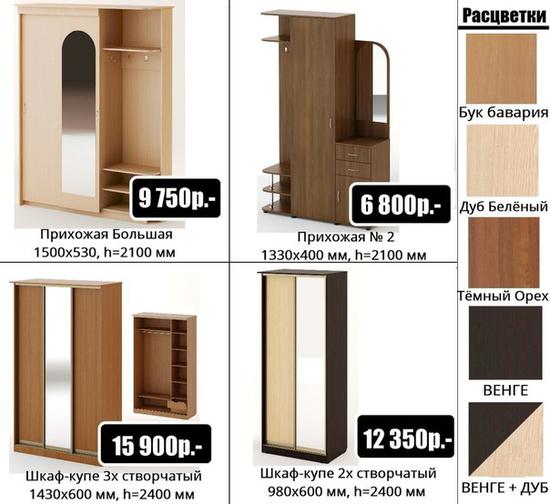 9 750р.-
Прихожая Большая
1500х530, h=2100 мм
6 800р.-
Прихожая № 2
1330х400 мм, h=2100 мм
15 900р.-
Шкаф-купе 3х створчатый
1430х600 мм, h=2400 мм
12 350р.-
Шкаф-купе 2х створчатый
980х600 мм, h=2400 мм
Расцветки
Бук бавария
Дуб Белёный
Тёмный Орех
ВЕНГЕ
ВЕНГЕ + ДУБ